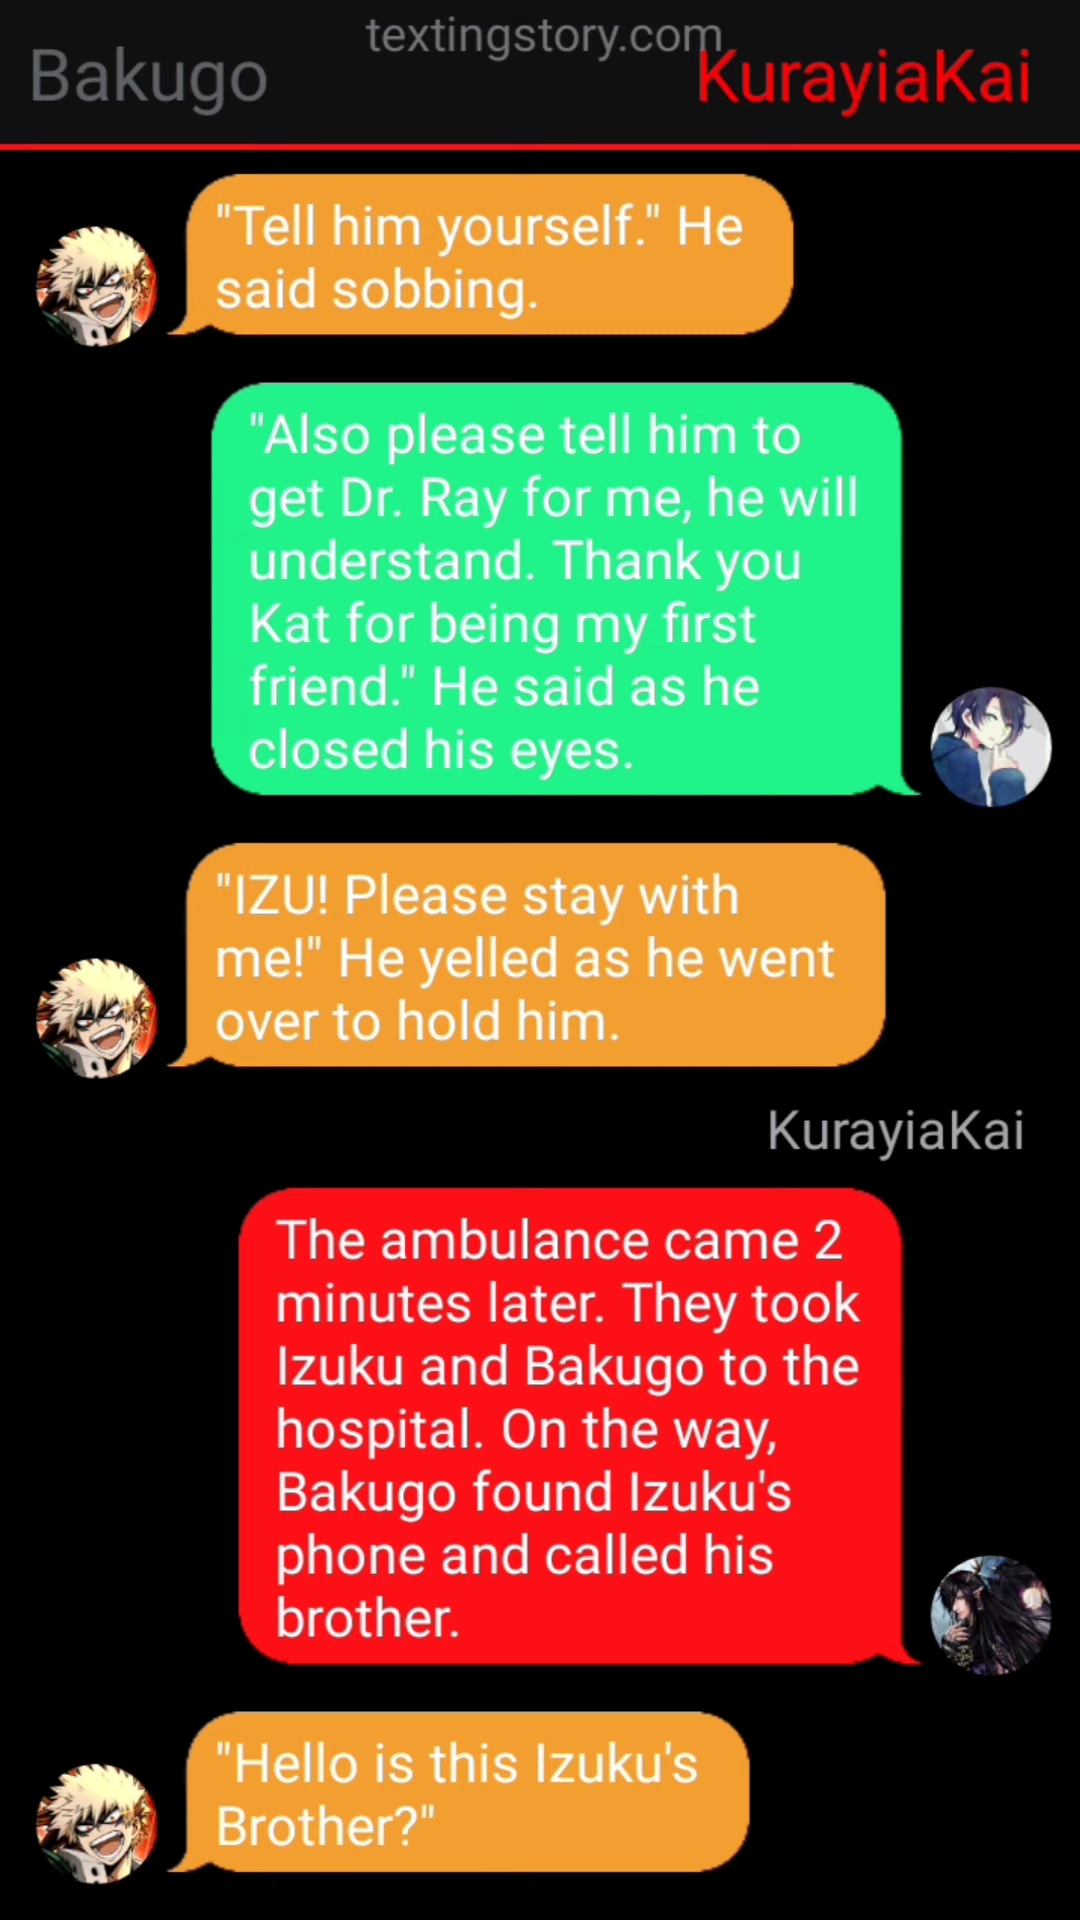 textingstory.com
Bakugo
KurayiaKai
"Tell him yourself." He
said sobbing.
"Also please tell him to
get Dr. Ray for me, he will
understand. Thank you
Kat for being my first
friend." He said as he
closed his eyes.
"IZU! Please stay with
me!" He yelled as he went
over to hold him.
KurayiaKai
The ambulance came 2
minutes later. They took
Izuku and Bakugo to the
hospital. On the way,
Bakugo found Izuku's
phone and called his
brother.
"Hello is this Izuku's
Brother?"